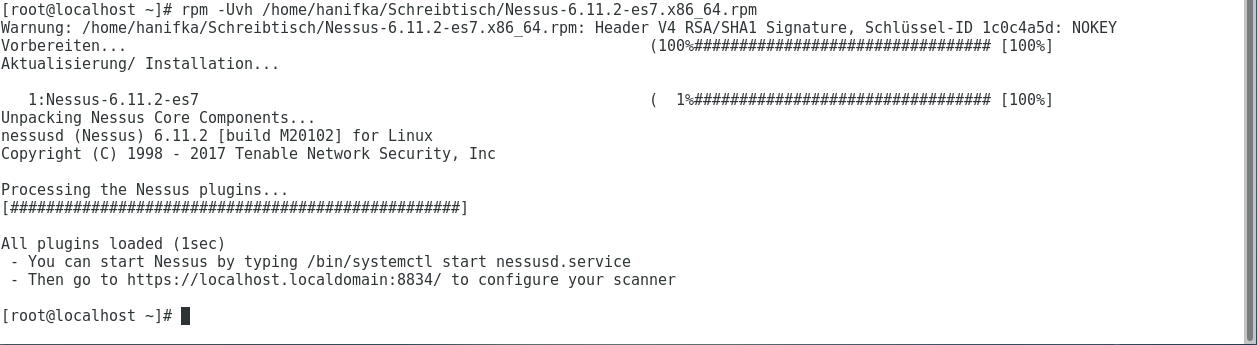 [root@localhost ~]# rpm -Uvh /home/hanifka/Schreibtisch/Nessus-6.11.2-es7.x86_64.rpm
Warnung: /home/hanifka/Schreibtisch/Nessus-6.11.2-es7.x86_64.rpm: Header V4 RSA/SHA1 Signature, Schlüssel-ID 1c0c4a5d: NOKEY
Vorbereiten...                                                          (100%################################# [100%]
Aktualisierung/ Installation...
   1:Nessus-6.11.2-es7                                                  (  1%################################# [100%]
Unpacking Nessus Core Components...
nessusd (Nessus) 6.11.2 [build M20102] for Linux
Copyright (C) 1998 - 2017 Tenable Network Security, Inc
Processing the Nessus plugins...
[##################################################]
All plugins loaded (1sec)
 - You can start Nessus by typing /bin/systemctl start nessusd.service
 - Then go to https://localhost.localdomain:8834/ to configure your scanner
[root@localhost ~]#